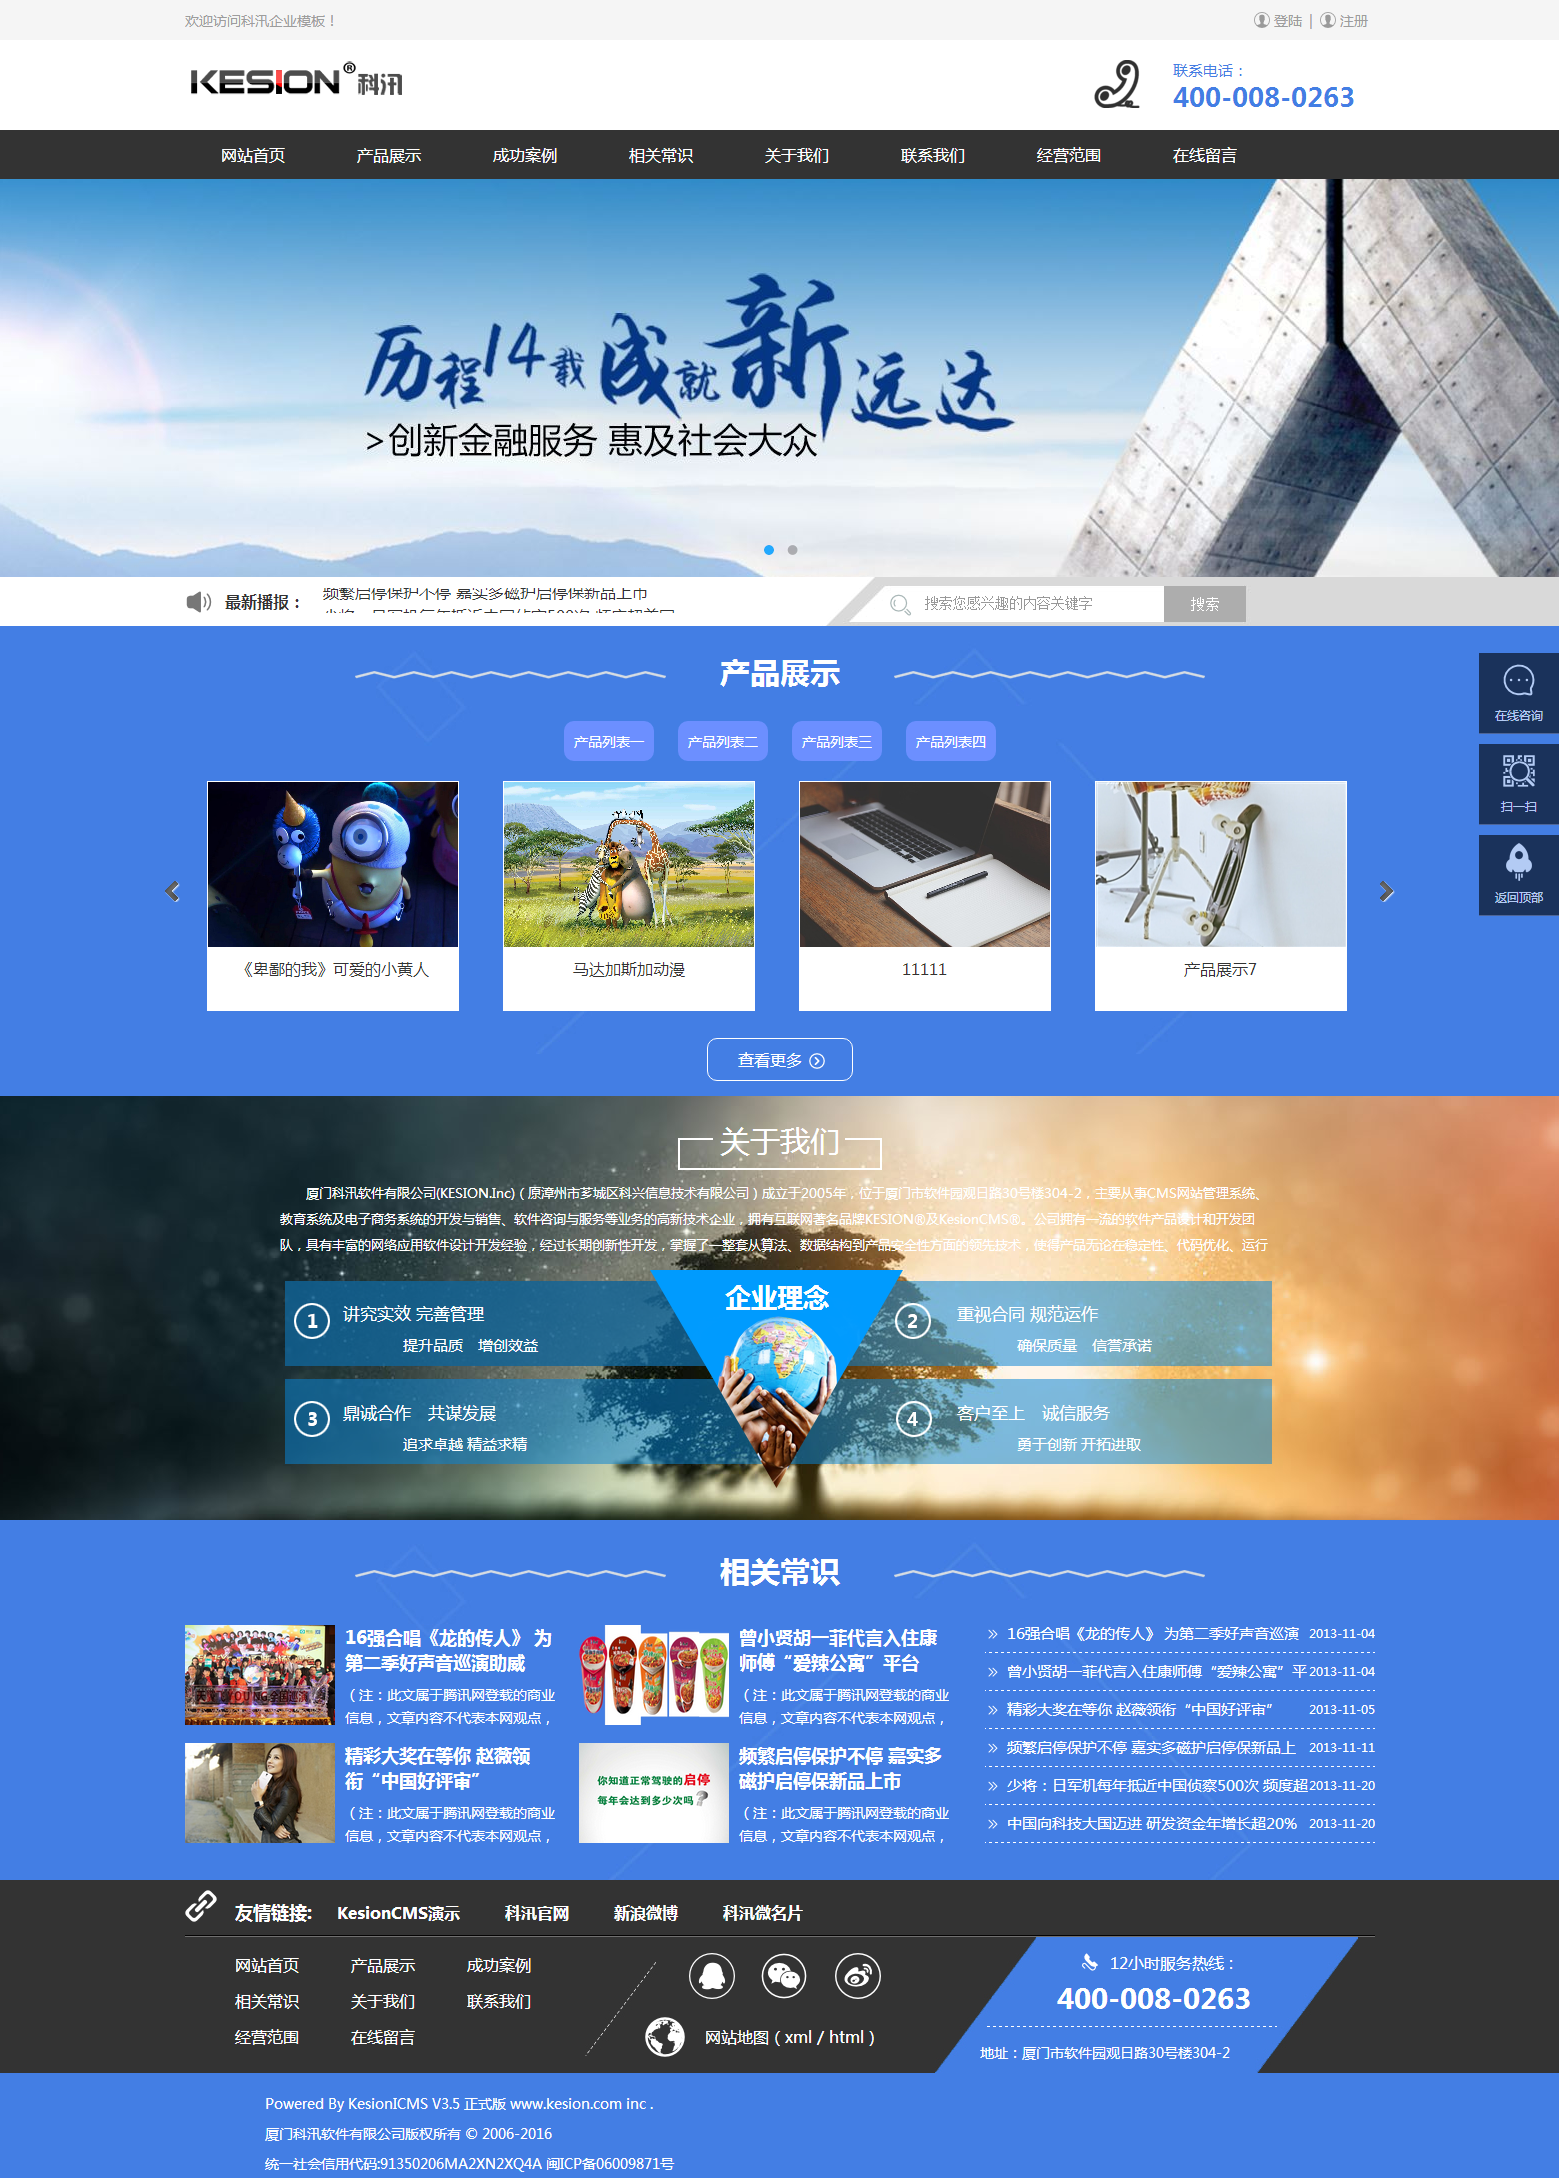 欢迎访问科汛企业模板！
登陆 | 注册
KESION® 科汛
联系电话：
400-008-0263
网站首页 产品展示 成功案例 相关常识 关于我们 联系我们 经营范围 在线留言
历程14载 成就新远达
>创新金融服务 惠及社会大众
最新播报：
频繁启停保护不停 嘉实多磁护启停保新品上市
搜索您感兴趣的内容关键字
搜索
产品展示
在线咨询
扫一扫
返回顶部
产品列表一 产品列表二 产品列表三 产品列表四
《卑鄙的我》可爱的小黄人
马达加斯加动漫
11111
产品展示7
查看更多
关于我们
厦门科汛软件有限公司(KESION.Inc)（原漳州市芗城区科兴信息技术有限公司）成立于2005年，位于厦门市软件园观日路30号楼304-2，主要从事CMS网站管理系统、
教育系统及电子商务系统的开发与销售、软件咨询与服务等业务的高新技术企业，拥有互联网著名品牌KESION®及KesionCMS®。公司拥有一流的软件产品设计和开发团
队，具有丰富的网络应用软件设计开发经验，经过长期创新性开发，掌握了一整套从算法、数据结构到产品安全性方面的领先技术，使得产品无论在稳定性、代码优化、运行
企业理念
1 讲究实效 完善管理
提升品质 增创效益
2 重视合同 规范运作
确保质量 信誉承诺
3 鼎诚合作 共谋发展
追求卓越 精益求精
4 客户至上 诚信服务
勇于创新 开拓进取
相关常识
16强合唱《龙的传人》 为
第二季好声音巡演助威
（注：此文属于腾讯网登载的商业
信息，文章内容不代表本网观点，
曾小贤胡一菲代言入住康
师傅“爱辣公寓”平台
（注：此文属于腾讯网登载的商业
信息，文章内容不代表本网观点，
精彩大奖在等你 赵薇领
衔“中国好评审”
（注：此文属于腾讯网登载的商业
信息，文章内容不代表本网观点，
你知道正常驾驶的启停
每年会达到多少次吗?
频繁启停保护不停 嘉实多
磁护启停保新品上市
（注：此文属于腾讯网登载的商业
信息，文章内容不代表本网观点，
16强合唱《龙的传人》 为第二季好声音巡演 2013-11-04
曾小贤胡一菲代言入住康师傅“爱辣公寓”平 2013-11-04
精彩大奖在等你 赵薇领衔“中国好评审” 2013-11-05
频繁启停保护不停 嘉实多磁护启停保新品上 2013-11-11
少将：日军机每年抵近中国侦察500次 频度超 2013-11-20
中国向科技大国迈进 研发资金年增长超20% 2013-11-20
友情链接: KesionCMS演示 科汛官网 新浪微博 科汛微名片
网站首页 产品展示 成功案例
相关常识 关于我们 联系我们
经营范围 在线留言
网站地图（xml / html）
12小时服务热线：
400-008-0263
地址：厦门市软件园观日路30号楼304-2
Powered By KesionICMS V3.5 正式版 www.kesion.com inc .
厦门科汛软件有限公司版权所有 © 2006-2016
统一社会信用代码:91350206MA2XN2XQ4A 闽ICP备06009871号